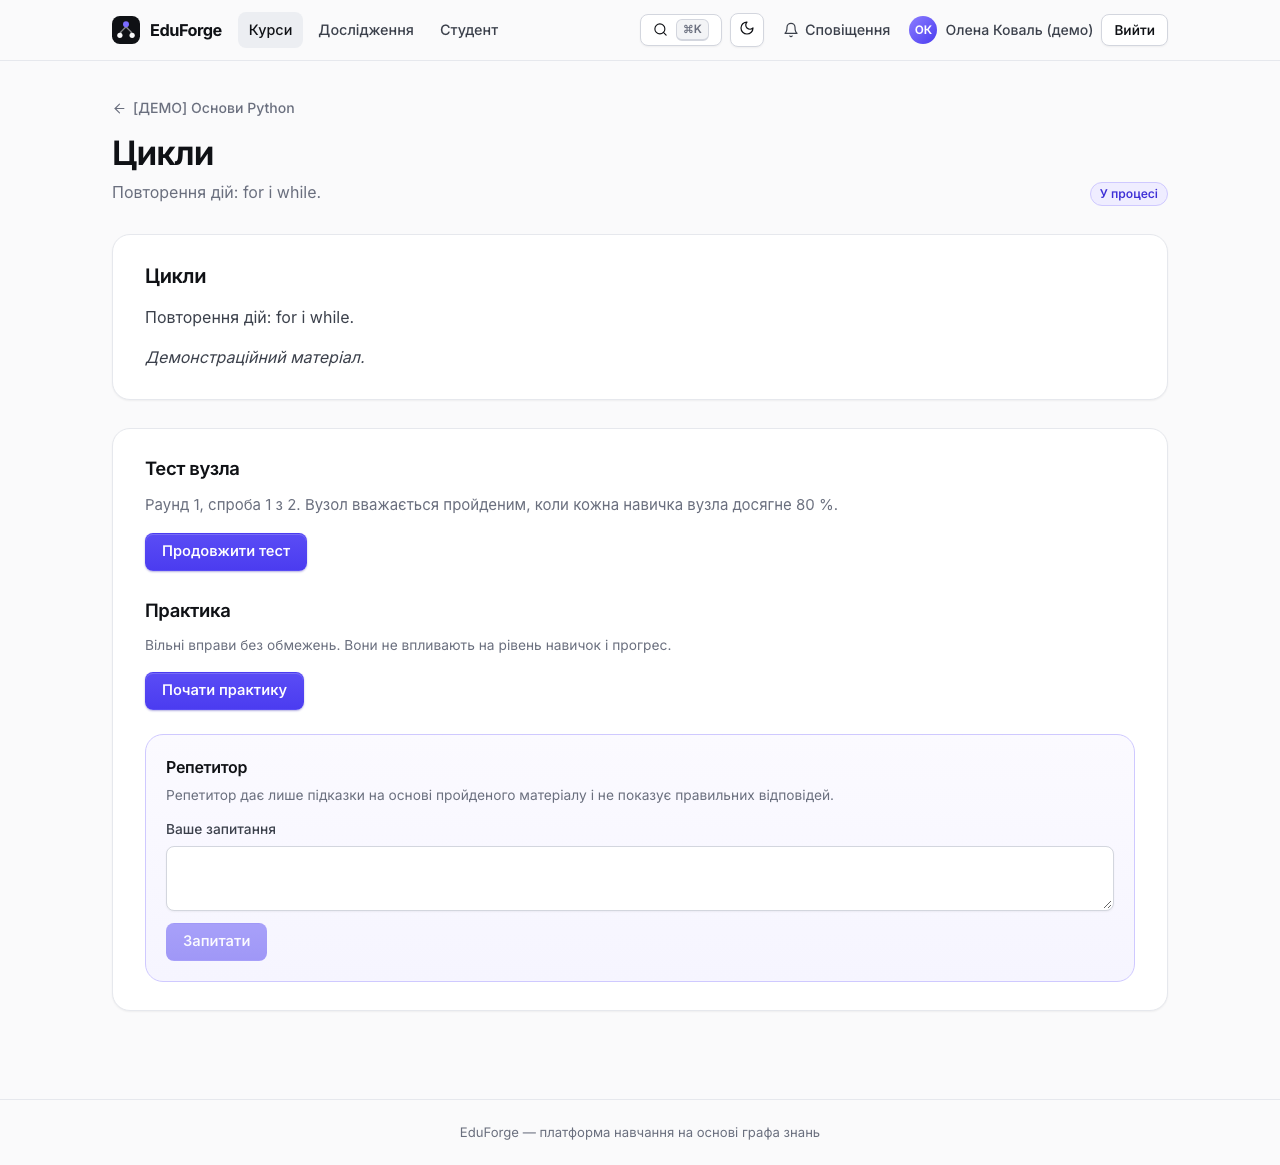 EduForge
Курси
Дослідження
Студент
⌘K
Сповіщення
ОК
Олена Коваль (демо)
Вийти
← [ДЕМО] Основи Python
Цикли
Повторення дій: for і while.
У процесі
Цикли
Повторення дій: for і while.
Демонстраційний матеріал.
Тест вузла
Раунд 1, спроба 1 з 2. Вузол вважається пройденим, коли кожна навичка вузла досягне 80 %.
Продовжити тест
Практика
Вільні вправи без обмежень. Вони не впливають на рівень навичок і прогрес.
Почати практику
Репетитор
Репетитор дає лише підказки на основі пройденого матеріалу і не показує правильних відповідей.
Ваше запитання
Запитати
EduForge — платформа навчання на основі графа знань